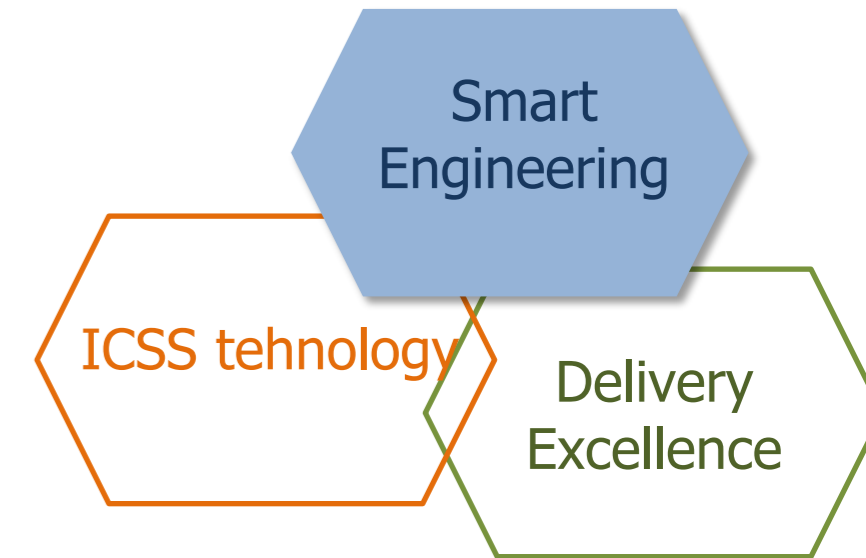 Smart
Engineering
ICSS tehnology
Delivery
Excellence